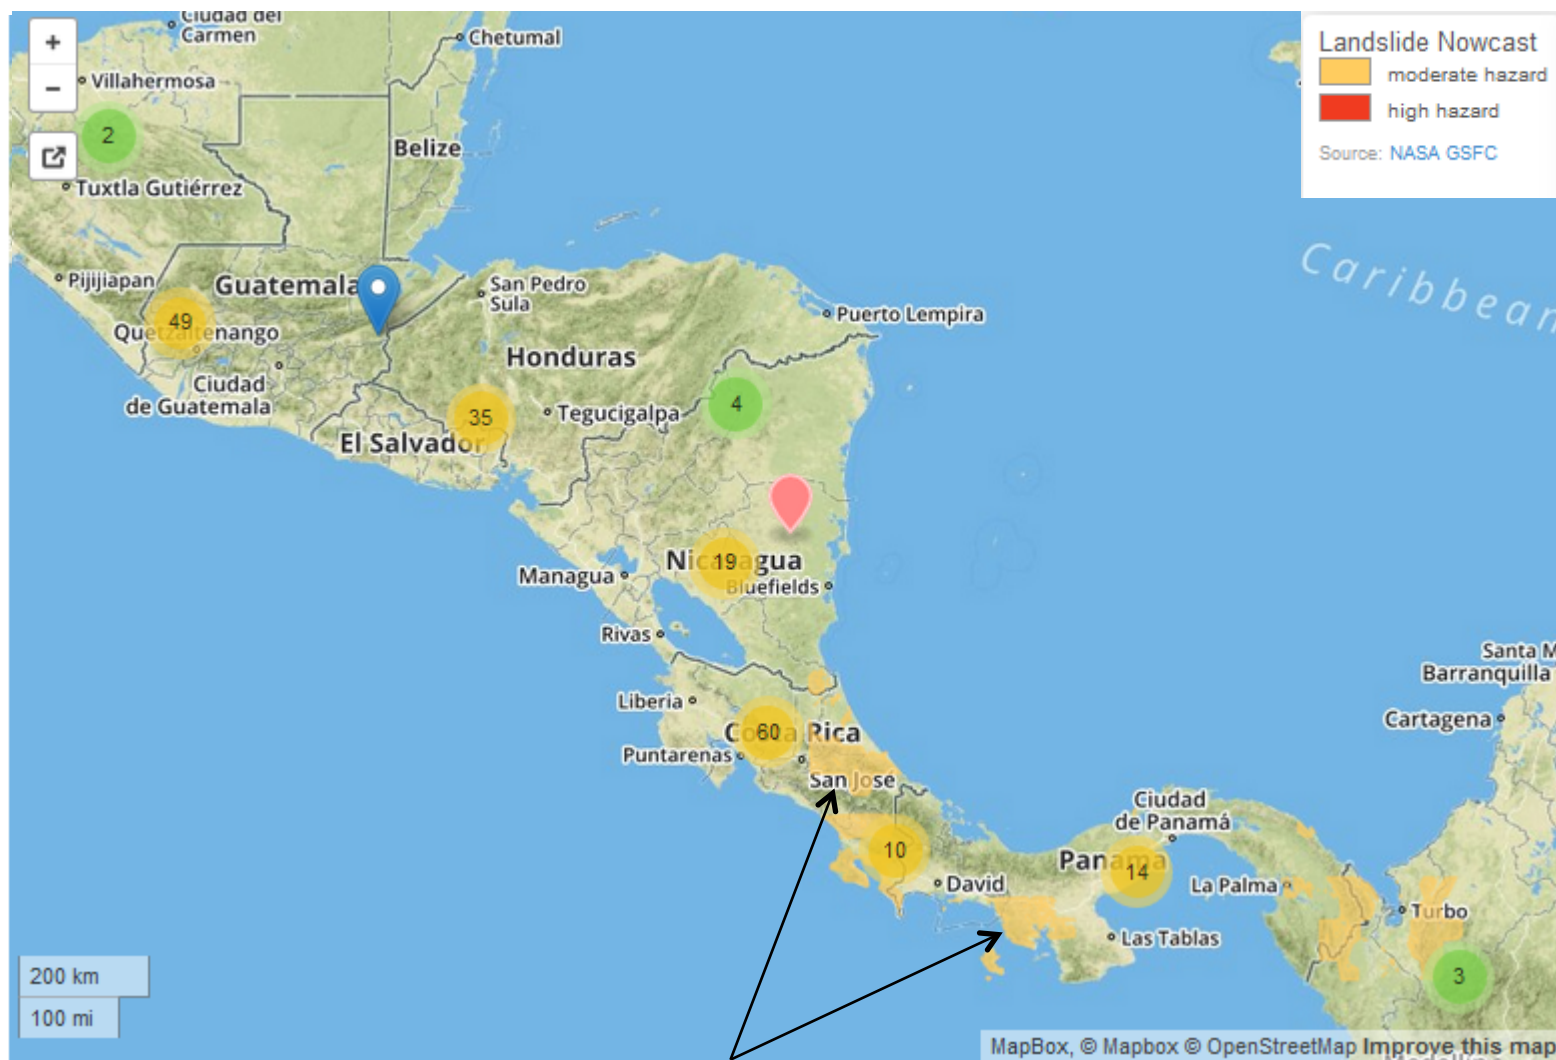 Ciudad del
Carmen
Chetumal
+
Villahermosa
−
2
Belize
Tuxtla Gutiérrez
Landslide Nowcast
moderate hazard
high hazard
Source: NASA GSFC
Caribbean
Pijijiapan
Guatemala
San Pedro
Sula
49
Quetzaltenango
Puerto Lempira
Honduras
Ciudad
de Guatemala
35
Tegucigalpa
4
El Salvador
Nicaragua
19
Managua
Bluefields
Rivas
Santa M
Barranquilla
Liberia
Cartagena
60
Costa Rica
Puntarenas
San José
Ciudad
de Panamá
10
Panama
14
David
La Palma
Turbo
Las Tablas
3
200 km
100 mi
MapBox, © Mapbox © OpenStreetMap Improve this map